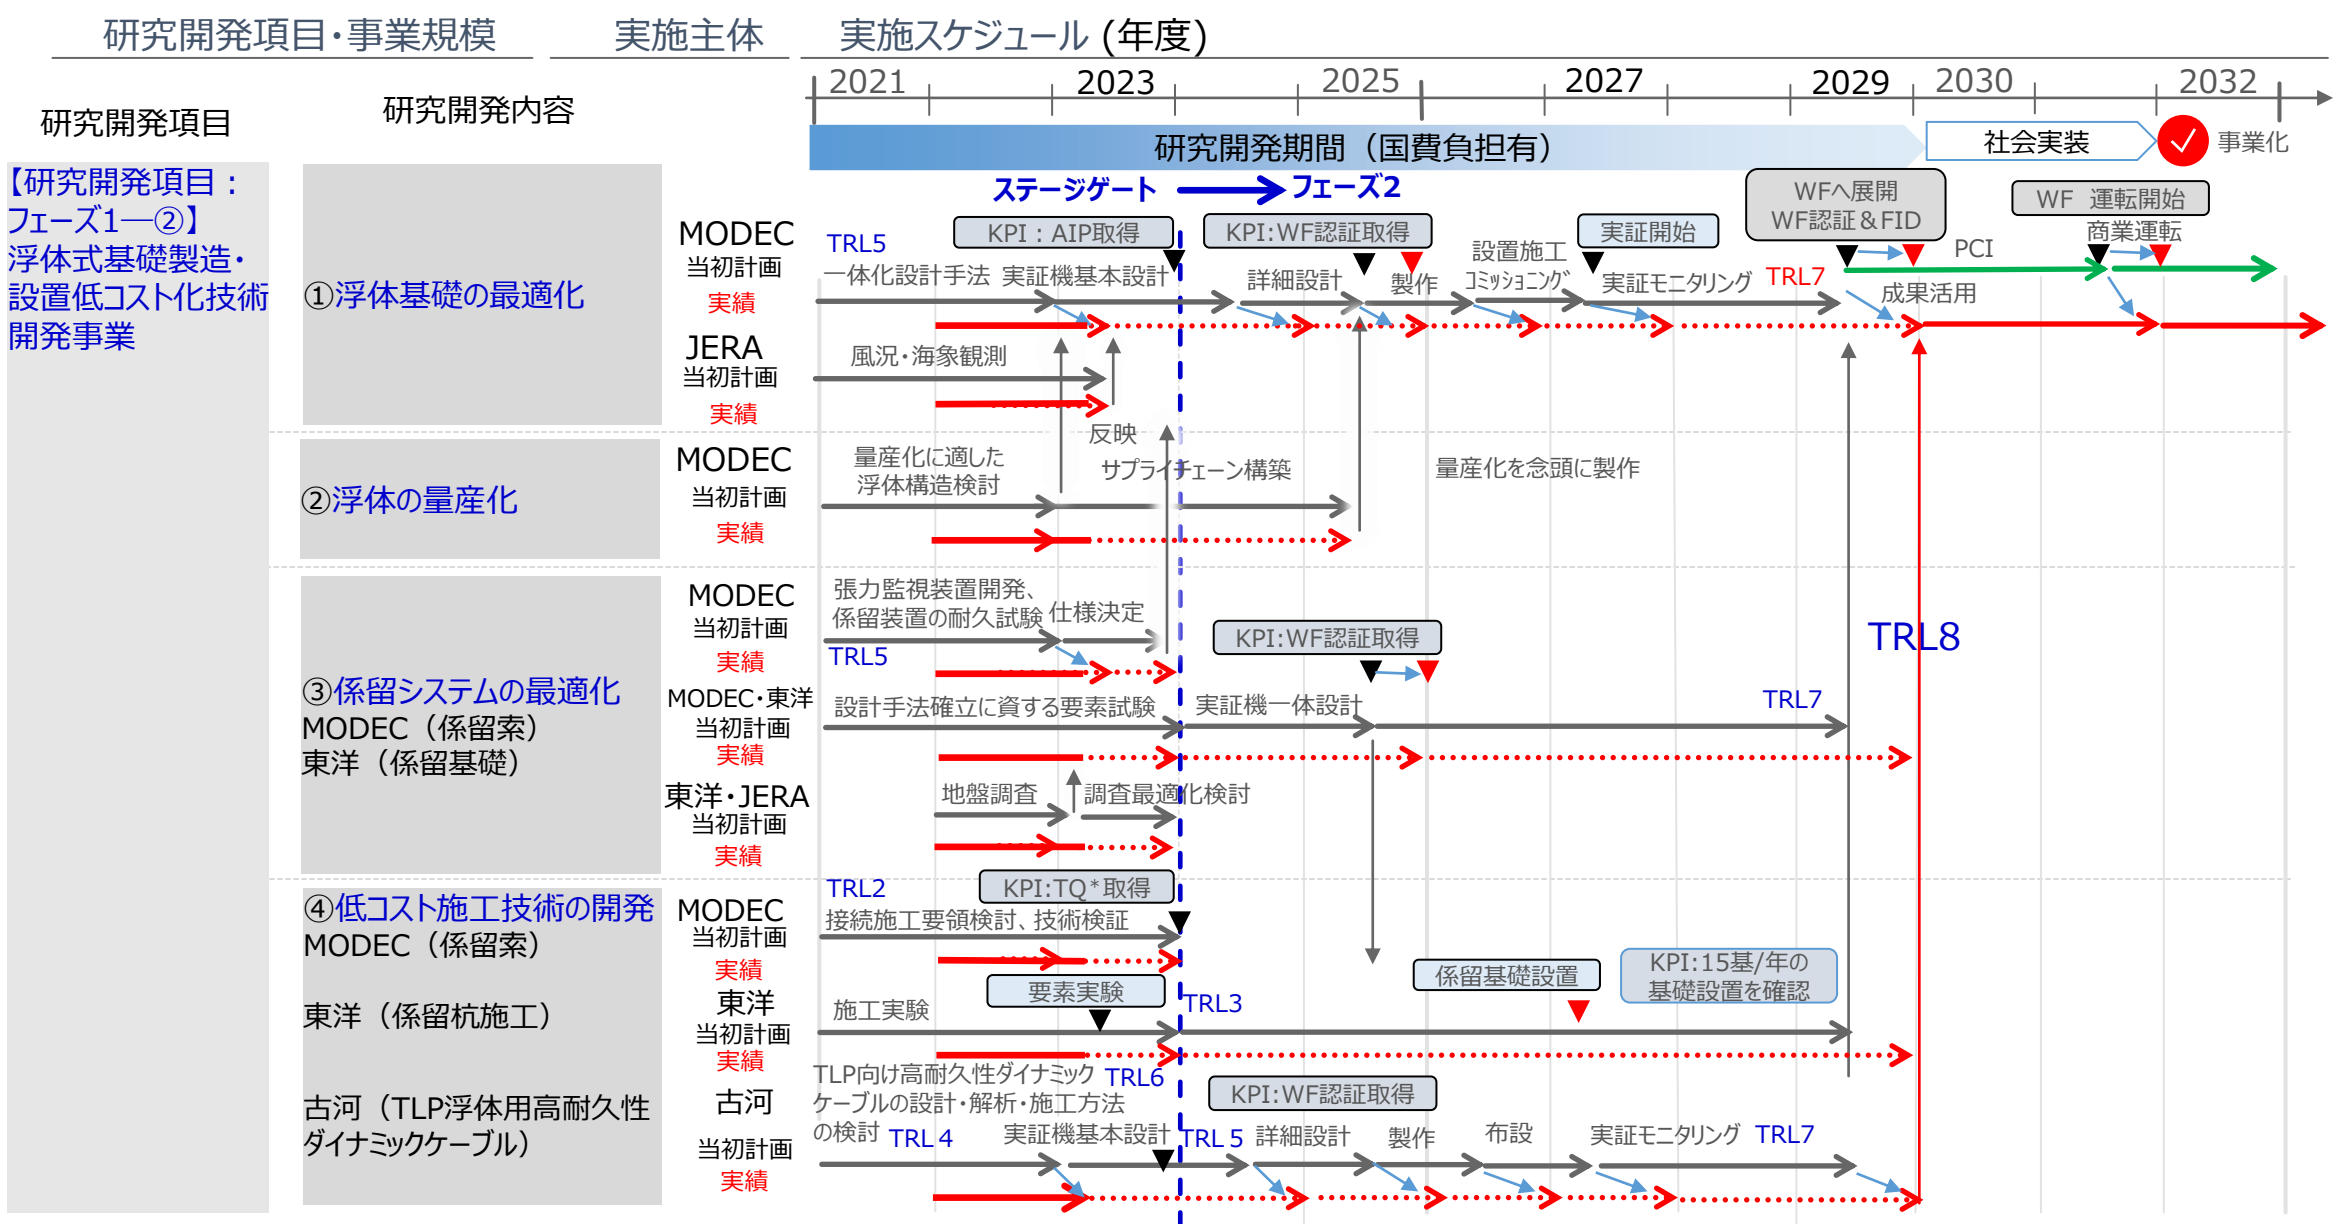 研究開発項目・事業規模
実施主体
実施スケジュール (年度)
2021
2023
2025
2027
2029
2030
2032
研究開発項目
研究開発内容
研究開発期間（国費負担有）
社会実装
事業化
【研究開発項目：
フェーズ1―②】
浮体式基礎製造・
設置低コスト化技術
開発事業
ステージゲート
フェーズ2
①浮体基礎の最適化
MODEC
当初計画
実績
TRL5
KPI：AIP取得
KPI:WF認証取得
実証開始
WFへ展開
WF認証＆FID
WF 運転開始
商業運転
一体化設計手法
実証機基本設計
詳細設計
製作
設置施工
コミッショニング
実証モニタリング
TRL7
PCI
成果活用
JERA
当初計画
実績
風況・海象観測
反映
②浮体の量産化
MODEC
当初計画
実績
量産化に適した
浮体構造検討
サプライチェーン構築
量産化を念頭に製作
③係留システムの最適化
MODEC（係留索）
東洋（係留基礎）
MODEC
当初計画
実績
張力監視装置開発、
係留装置の耐久試験
仕様決定
TRL5
KPI:WF認証取得
TRL8
MODEC・東洋
当初計画
実績
設計手法確立に資する要素試験
実証機一体設計
TRL7
東洋・JERA
当初計画
実績
地盤調査
調査最適化検討
④低コスト施工技術の開発
MODEC（係留索）
東洋（係留杭施工）
古河（TLP浮体用高耐久性
ダイナミックケーブル）
MODEC
当初計画
実績
TRL2
KPI:TQ*取得
接続施工要領検討、技術検証
東洋
当初計画
実績
要素実験
施工実験
TRL3
係留基礎設置
KPI:15基/年の
基礎設置を確認
古河
当初計画
実績
TLP向け高耐久性ダイナミック
ケーブルの設計・解析・施工方法
の検討
TRL6
TRL４
KPI:WF認証取得
実証機基本設計
TRL５
詳細設計
製作
布設
実証モニタリング
TRL7